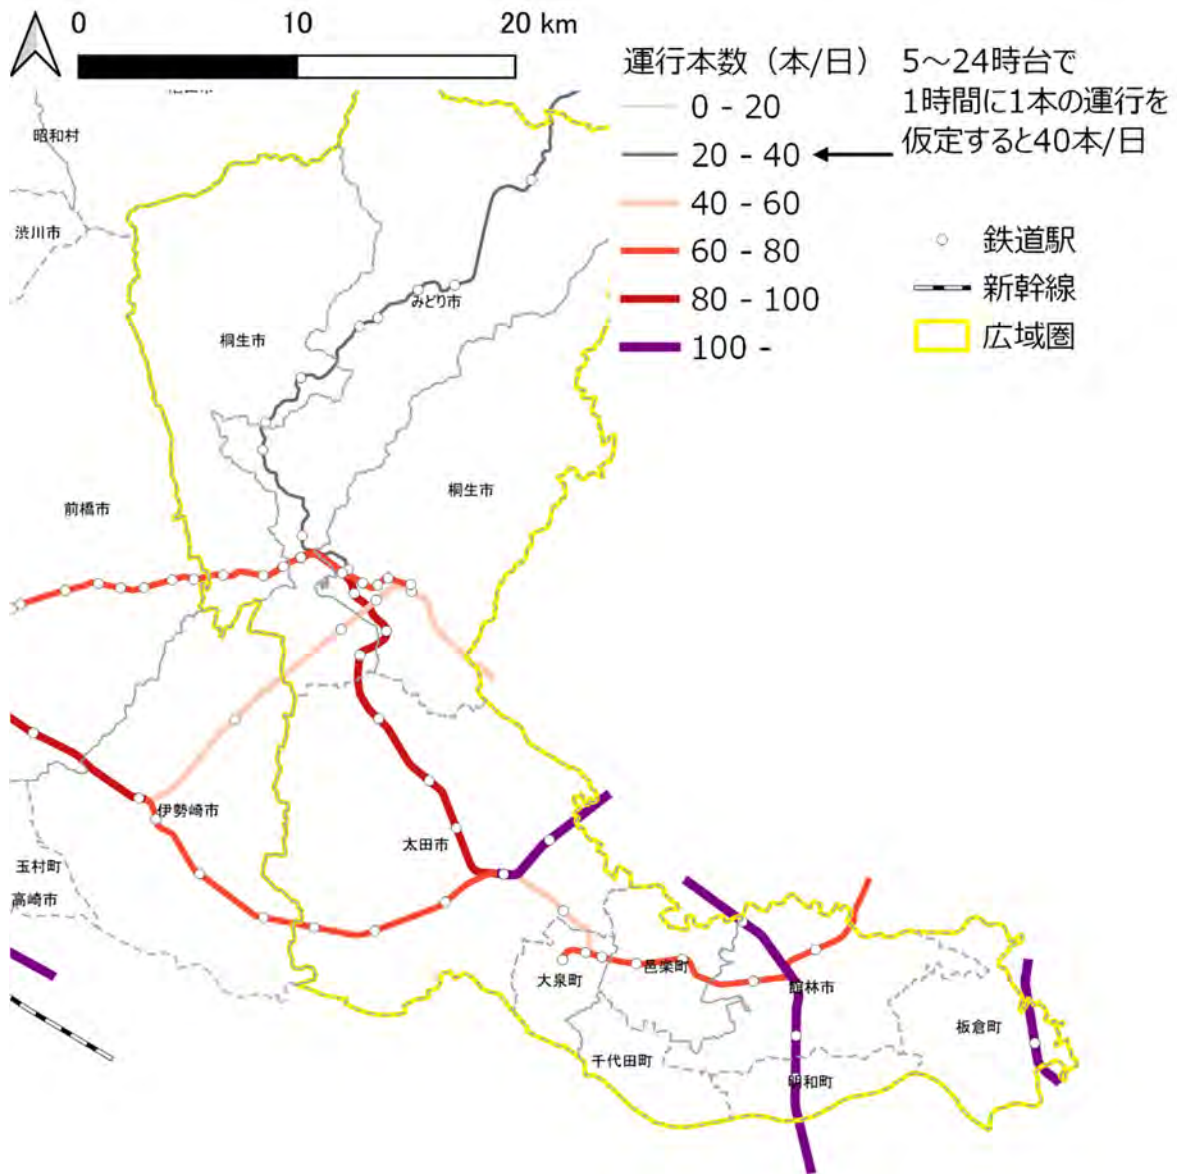 0 10 20 km
運行本数（本/日）
0 - 20
20 - 40
40 - 60
60 - 80
80 - 100
100 -
5～24時台で
1時間に1本の運行を
仮定すると40本/日
鉄道駅
新幹線
広域圏
昭和村
渋川市
みどり市
桐生市
桐生市
前橋市
伊勢崎市
太田市
玉村町
高崎市
大泉町
邑楽町
館林市
板倉町
千代田町
明和町